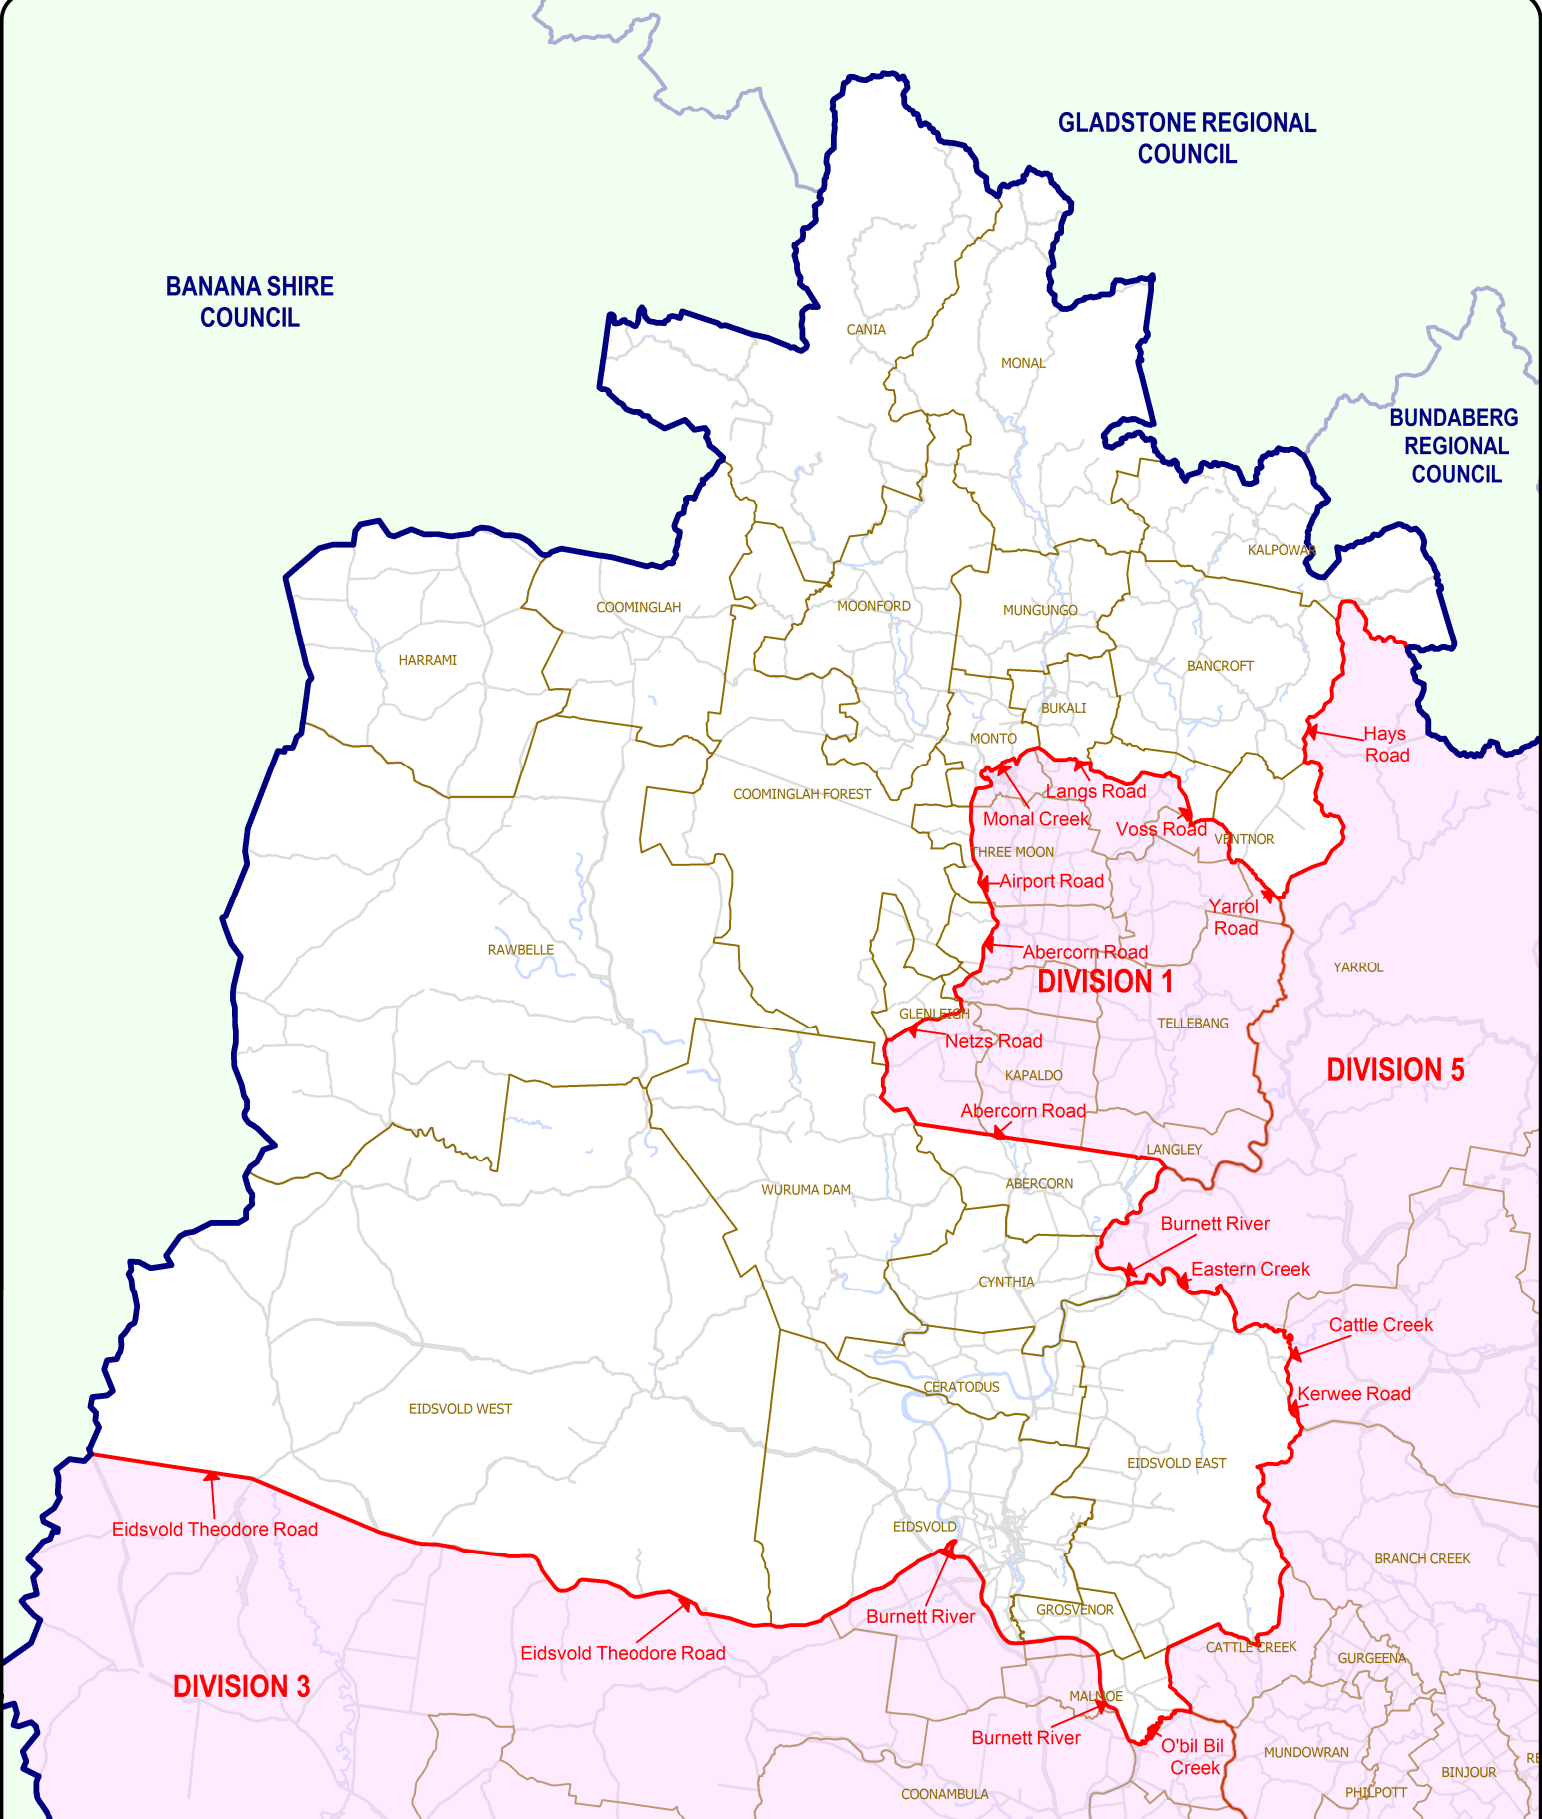 GLADSTONE REGIONAL
COUNCIL
BANANA SHIRE
COUNCIL
CANIA
MONAL
BUNDABERG
REGIONAL
COUNCIL
KALPOWAR
COOMINGLAH
MOONFORD
MUNGUNGO
HARRAMI
BANCROFT
BUKALI
MONTO
Hays
Road
COOMINGLAH FOREST
Langs Road
Monal Creek
Voss Road
VENTNOR
THREE MOON
Airport Road
Yarrol
Road
RAWBELLE
Abercorn Road
DIVISION 1
YARROL
GLENLEIGH
TELLEBANG
Netzs Road
DIVISION 5
KAPALDO
Abercorn Road
LANGLEY
WURUMA DAM
ABERCORN
Burnett River
Eastern Creek
CYNTHIA
Cattle Creek
CERATODUS
Kerwee Road
EIDSVOLD WEST
EIDSVOLD EAST
EIDSVOLD
Eidsvold Theodore Road
BRANCH CREEK
GROSVENOR
Burnett River
CATTLE CREEK
Eidsvold Theodore Road
GURGEENA
DIVISION 3
MALMOE
Burnett River
O'bil Bil
Creek
MUNDOWRAN
BINJOUR
PHILPOTT
COONAMBULA